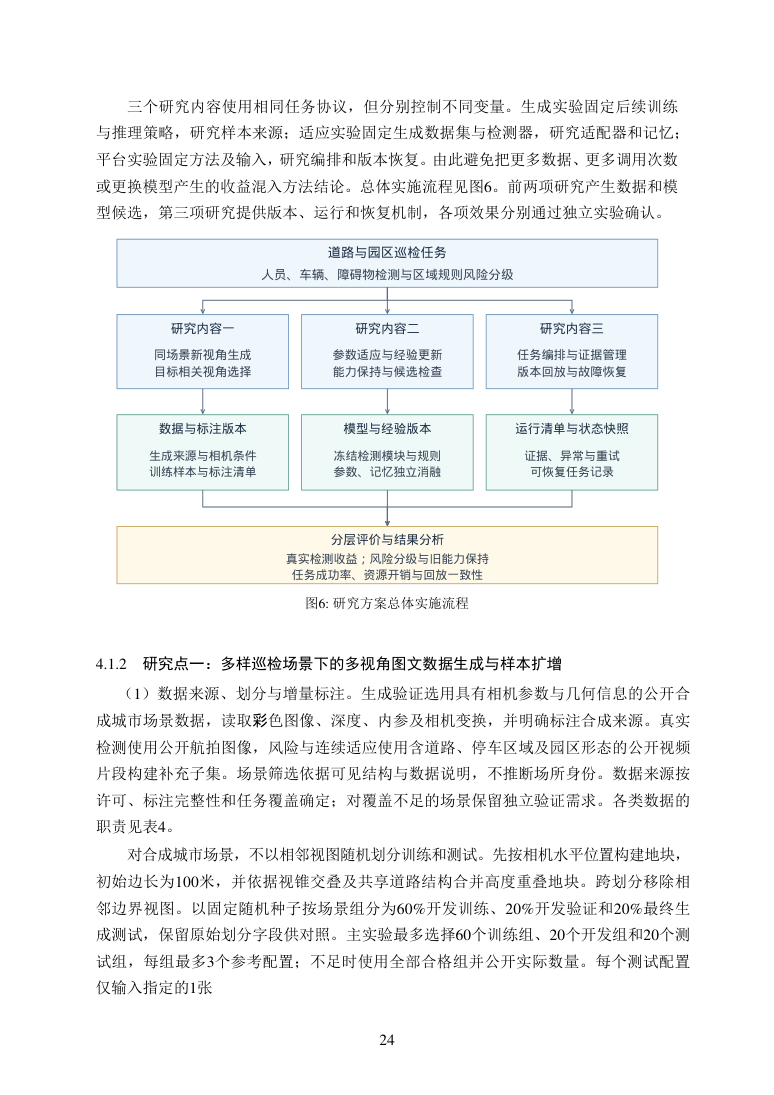 三个研究内容使用相同任务协议，但分别控制不同变量。生成实验固定后续训练
与推理策略，研究样本来源；适应实验固定生成数据集与检测器，研究适配器和记忆；
平台实验固定方法及输入，研究编排和版本恢复。由此避免把更多数据、更多调用次数
或更换模型产生的收益混入方法结论。总体实施流程见图6。前两项研究产生数据和模
型候选，第三项研究提供版本、运行和恢复机制，各项效果分别通过独立实验确认。
道路与园区巡检任务
人员、车辆、障碍物检测与区域规则风险分级
研究内容一
同场景新视角生成
目标相关视角选择
研究内容二
参数适应与经验更新
能力保持与候选检查
研究内容三
任务编排与证据管理
版本回放与故障恢复
数据与标注版本
生成来源与相机条件
训练样本与标注清单
模型与经验版本
冻结检测模块与规则
参数、记忆独立消融
运行清单与状态快照
证据、异常与重试
可恢复任务记录
分层评价与结果分析
真实检测收益；风险分级与旧能力保持
任务成功率、资源开销与回放一致性
图6: 研究方案总体实施流程
4.1.2 研究点一：多样巡检场景下的多视角图文数据生成与样本扩增
（1）数据来源、划分与增量标注。生成验证选用具有相机参数与几何信息的公开合
成城市场景数据，读取彩色图像、深度、内参及相机变换，并明确标注合成来源。真实
检测使用公开航拍图像，风险与连续适应使用含道路、停车区域及园区形态的公开视频
片段构建补充子集。场景筛选依据可见结构与数据说明，不推断场所身份。数据来源按
许可、标注完整性和任务覆盖确定；对覆盖不足的场景保留独立验证需求。各类数据的
职责见表4。
对合成城市场景，不以相邻视图随机划分训练和测试。先按相机水平位置构建地块，
初始边长为100米，并依据视锥交叠及共享道路结构合并高度重叠地块。跨划分移除相
邻边界视图。以固定随机种子按场景组分为60%开发训练、20%开发验证和20%最终生
成测试，保留原始划分字段供对照。主实验最多选择60个训练组、20个开发组和20个测
试组，每组最多3个参考配置；不足时使用全部合格组并公开实际数量。每个测试配置
仅输入指定的1张
24